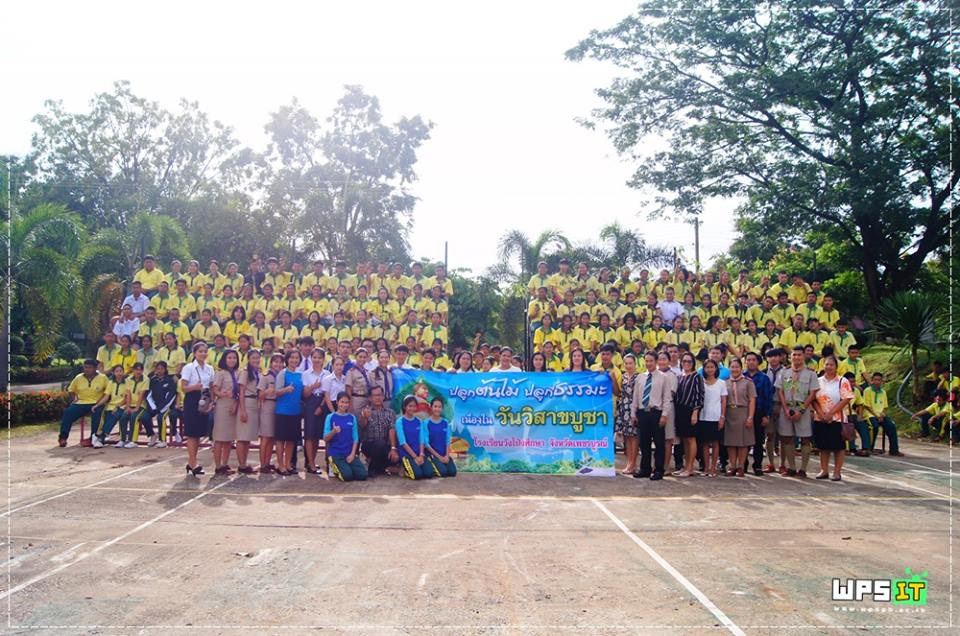 ปลูกต้นไม้ ปลูกธรรมะ
เนื่องใน วันวิสาขบูชา
โรงเรียนวังโป่งศึกษา จังหวัดเพชรบูรณ์
WPSIT